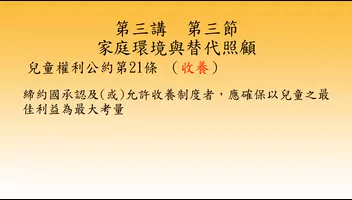 第三講　第三節
家庭環境與替代照顧
兒童權利公約第21條　（收養）
締約國承認及(或)允許收養制度者，應確保以兒童之最
佳利益為最大考量